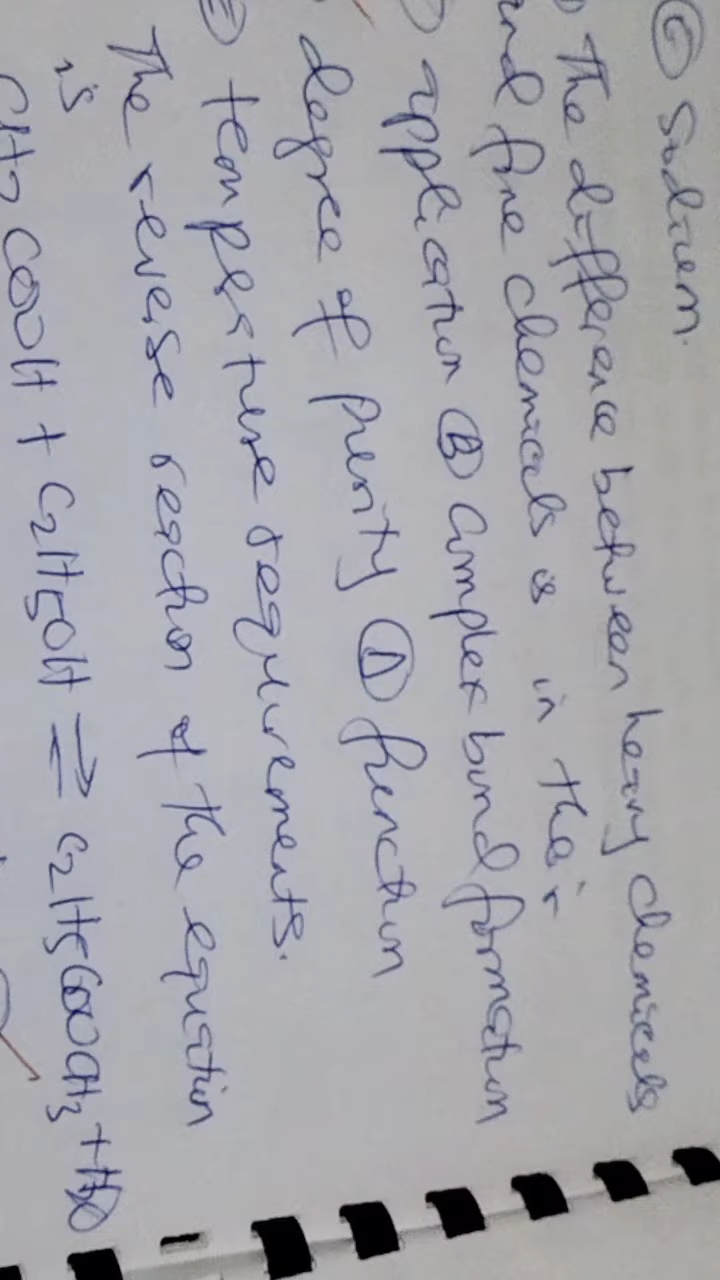 Ⓔ Sodium.
The difference between heavy chemicals
and fine chemicals is in their
application Ⓑ Complex bond formation
degree of purity Ⓓ function
Ⓔ temperature requirements.
The reverse reaction of the equation
is
CH3COOH + C2H5OH ⇌ C2H5COOCH3 + H2O